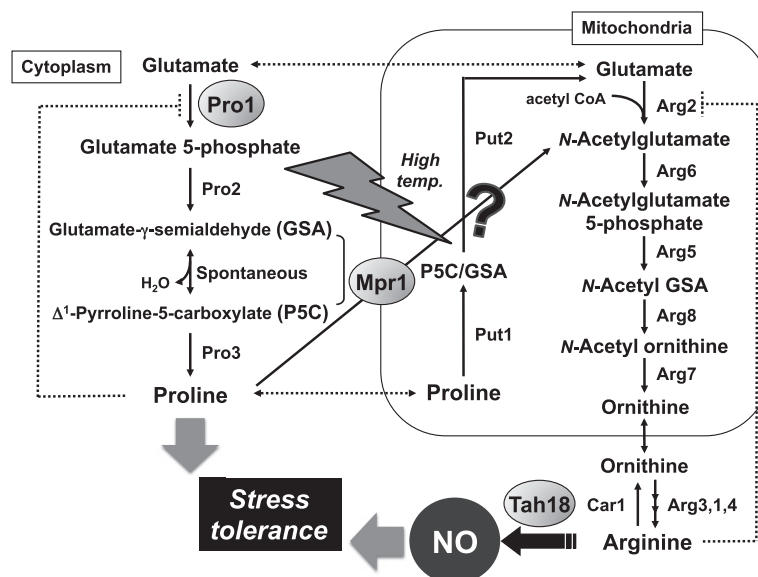 Mitochondria
Cytoplasm
Glutamate
Pro1
Glutamate 5-phosphate
Pro2
Glutamate-γ-semialdehyde (GSA)
H₂O
Spontaneous
Δ¹-Pyrroline-5-carboxylate (P5C)
Pro3
Proline
High
temp.
Mpr1
?
Put2
P5C/GSA
Put1
Proline
Glutamate
acetyl CoA
Arg2
N-Acetylglutamate
Arg6
N-Acetylglutamate
5-phosphate
Arg5
N-Acetyl GSA
Arg8
N-Acetyl ornithine
Arg7
Ornithine
Ornithine
Car1
Arg3,1,4
Arginine
Tah18
NO
Stress
tolerance